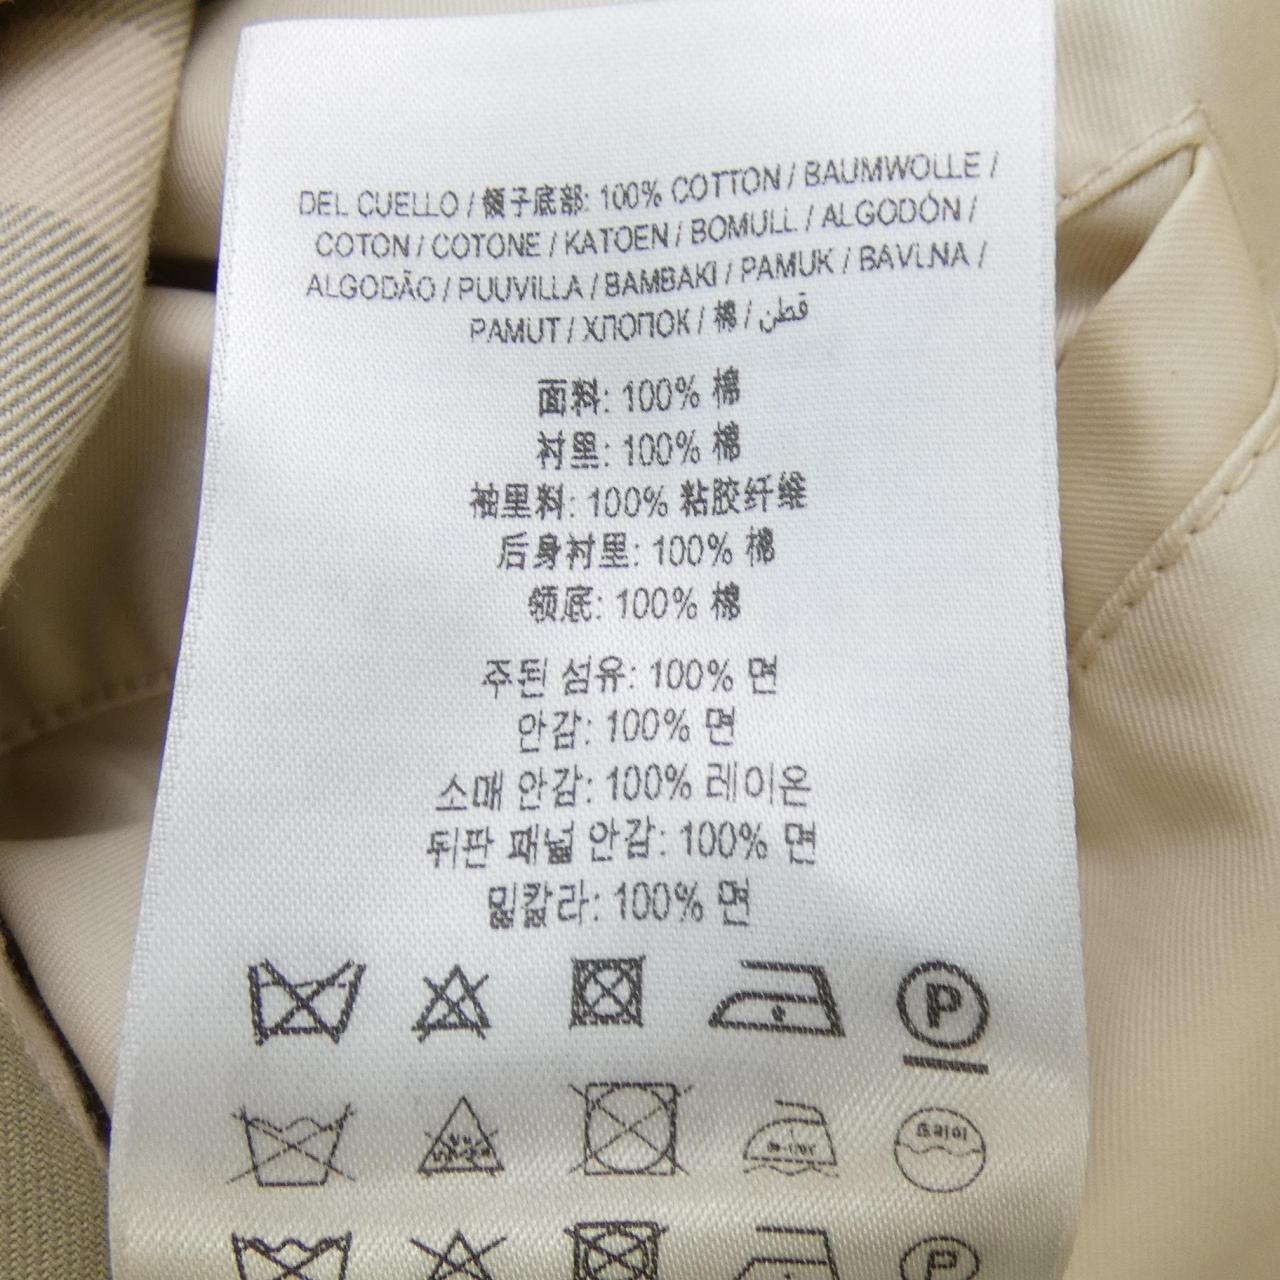 DEL CUELLO / 領子底部: 100% COTTON / BAUMWOLLE /
COTON / COTONE / KATOEN / BOMULL / ALGODÓN /
ALGODÃO / PUUVILLA / BAMBAKI / PAMUK / BAVLNA /
PAMUT / ХЛОПОК / 棉 / قطن
面料: 100% 棉
衬里: 100% 棉
袖里料: 100% 粘胶纤维
后身衬里: 100% 棉
领底: 100% 棉
주된 섬유: 100% 면
안감: 100% 면
소매 안감: 100% 레이온
뒤판 패널 안감: 100% 면
밑칼라: 100% 면
P
드라이
P